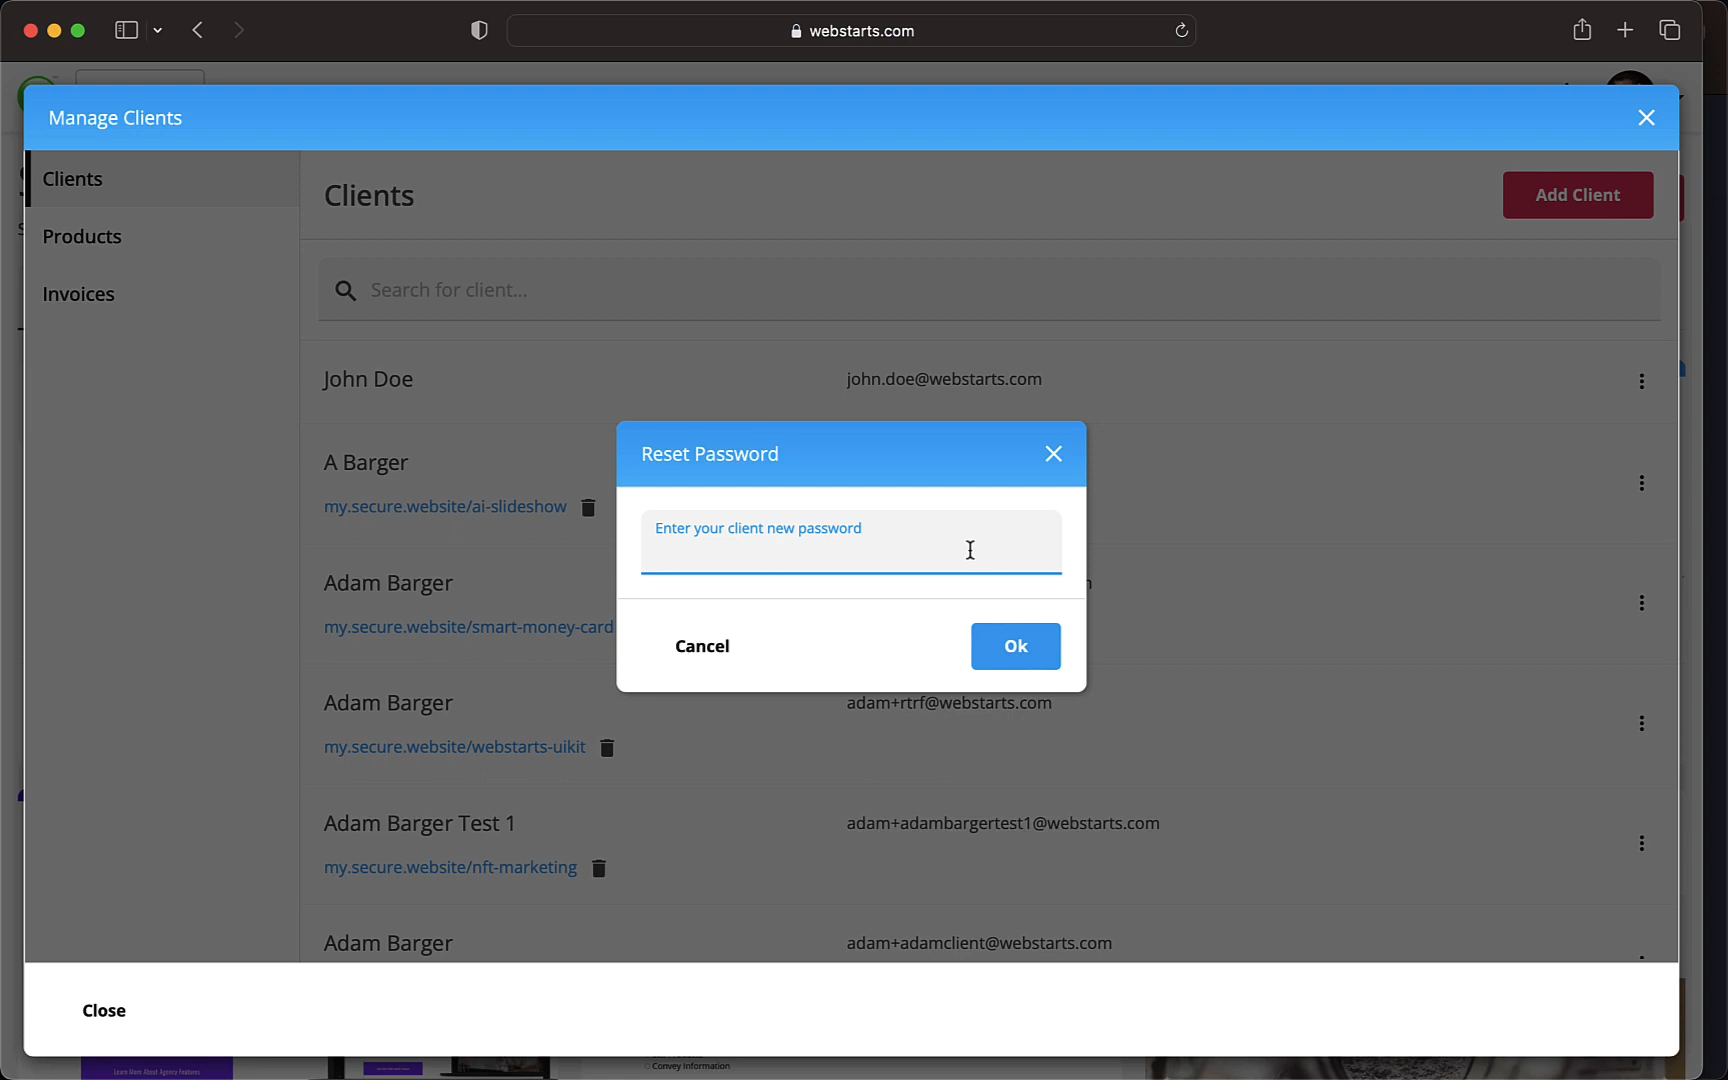 webstarts.com
Manage Clients
Clients
Products
Invoices
Clients
Add Client
Search for client...
John Doe
john.doe@webstarts.com
A Barger
my.secure.website/ai-slideshow
Adam Barger
my.secure.website/smart-money-card
Reset Password
Enter your client new password
Cancel
Ok
Adam Barger
adam+rtrf@webstarts.com
my.secure.website/webstarts-uikit
Adam Barger Test 1
adam+adambargertest1@webstarts.com
my.secure.website/nft-marketing
Adam Barger
adam+adamclient@webstarts.com
Close
Learn More About Agency Features
Convey Information